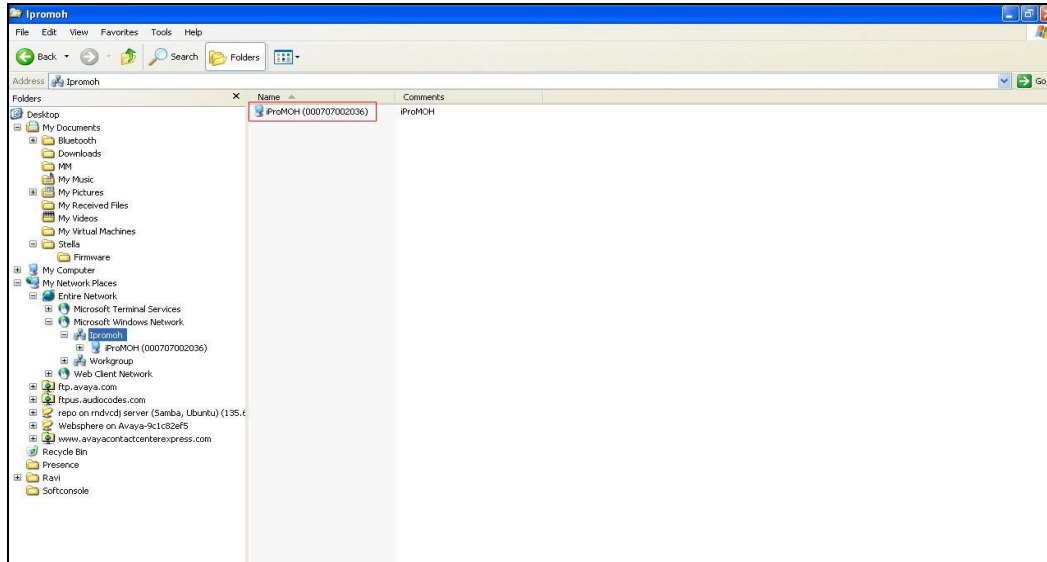 Ipromoh
File Edit View Favorites Tools Help
Back Search Folders
Address Ipromoh Go
Folders Name Comments
iProMOH (000707002036) iProMOH
Desktop
My Documents
Bluetooth
Downloads
MM
My Music
My Pictures
My Received Files
My Videos
My Virtual Machines
Stella
Firmware
My Computer
My Network Places
Entire Network
Microsoft Terminal Services
Microsoft Windows Network
Ipromoh
iProMOH (000707002036)
Workgroup
Web Client Network
ftp.avaya.com
ftpus.audiocodes.com
repo on rndvcdj server (Samba, Ubuntu) (135.6
Websphere on Avaya-9c1c82ef5
www.avayacontactcenterexpress.com
Recycle Bin
Presence
Ravi
Softconsole